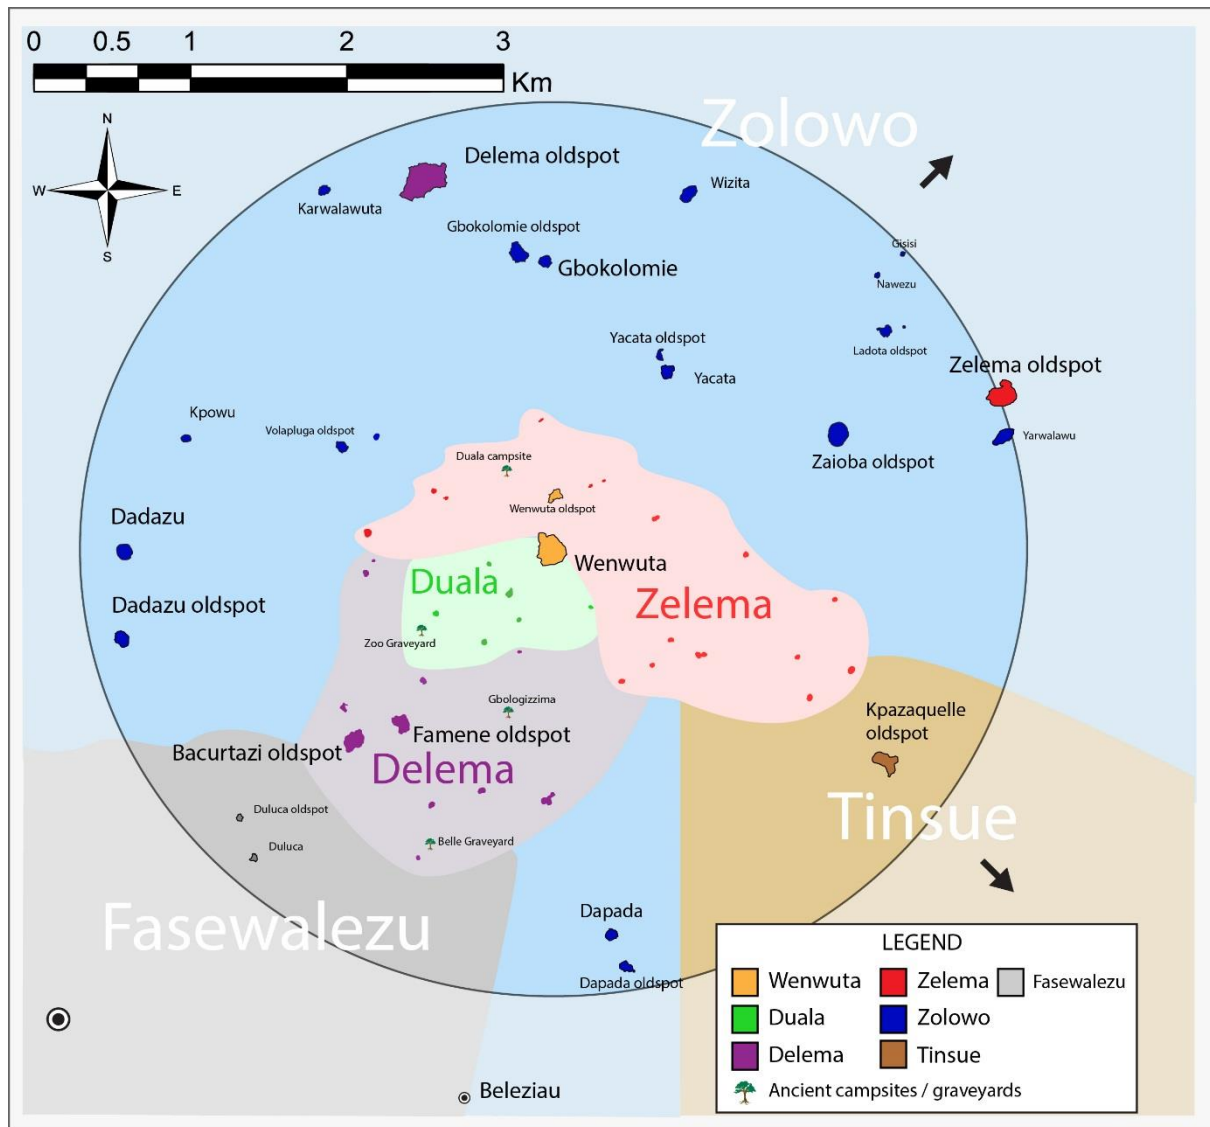 0 0.5 1 2 3
Km
N
W E
S
Zolowo
Delema oldspot
Wizita
Karwalawuta
Gbokolomie oldspot
Gbokolomie
Gisisi
Nawezu
Yacata oldspot
Ladota oldspot
Zelema oldspot
Yacata
Kpowu
Volapluga oldspot
Yarwalawu
Duala campsite
Zaioba oldspot
Wenwuta oldspot
Dadazu
Wenwuta
Duala
Zelema
Dadazu oldspot
Zoo Graveyard
Gbologizzima
Kpazaquelle
oldspot
Famene oldspot
Bacurtazi oldspot
Delema
Duluca oldspot
Tinsue
Belle Graveyard
Duluca
Fasewalezu
Dapada
Dapada oldspot
LEGEND
Wenwuta Zelema Fasewalezu
Duala Zolowo
Delema Tinsue
Ancient campsites / graveyards
Beleziau